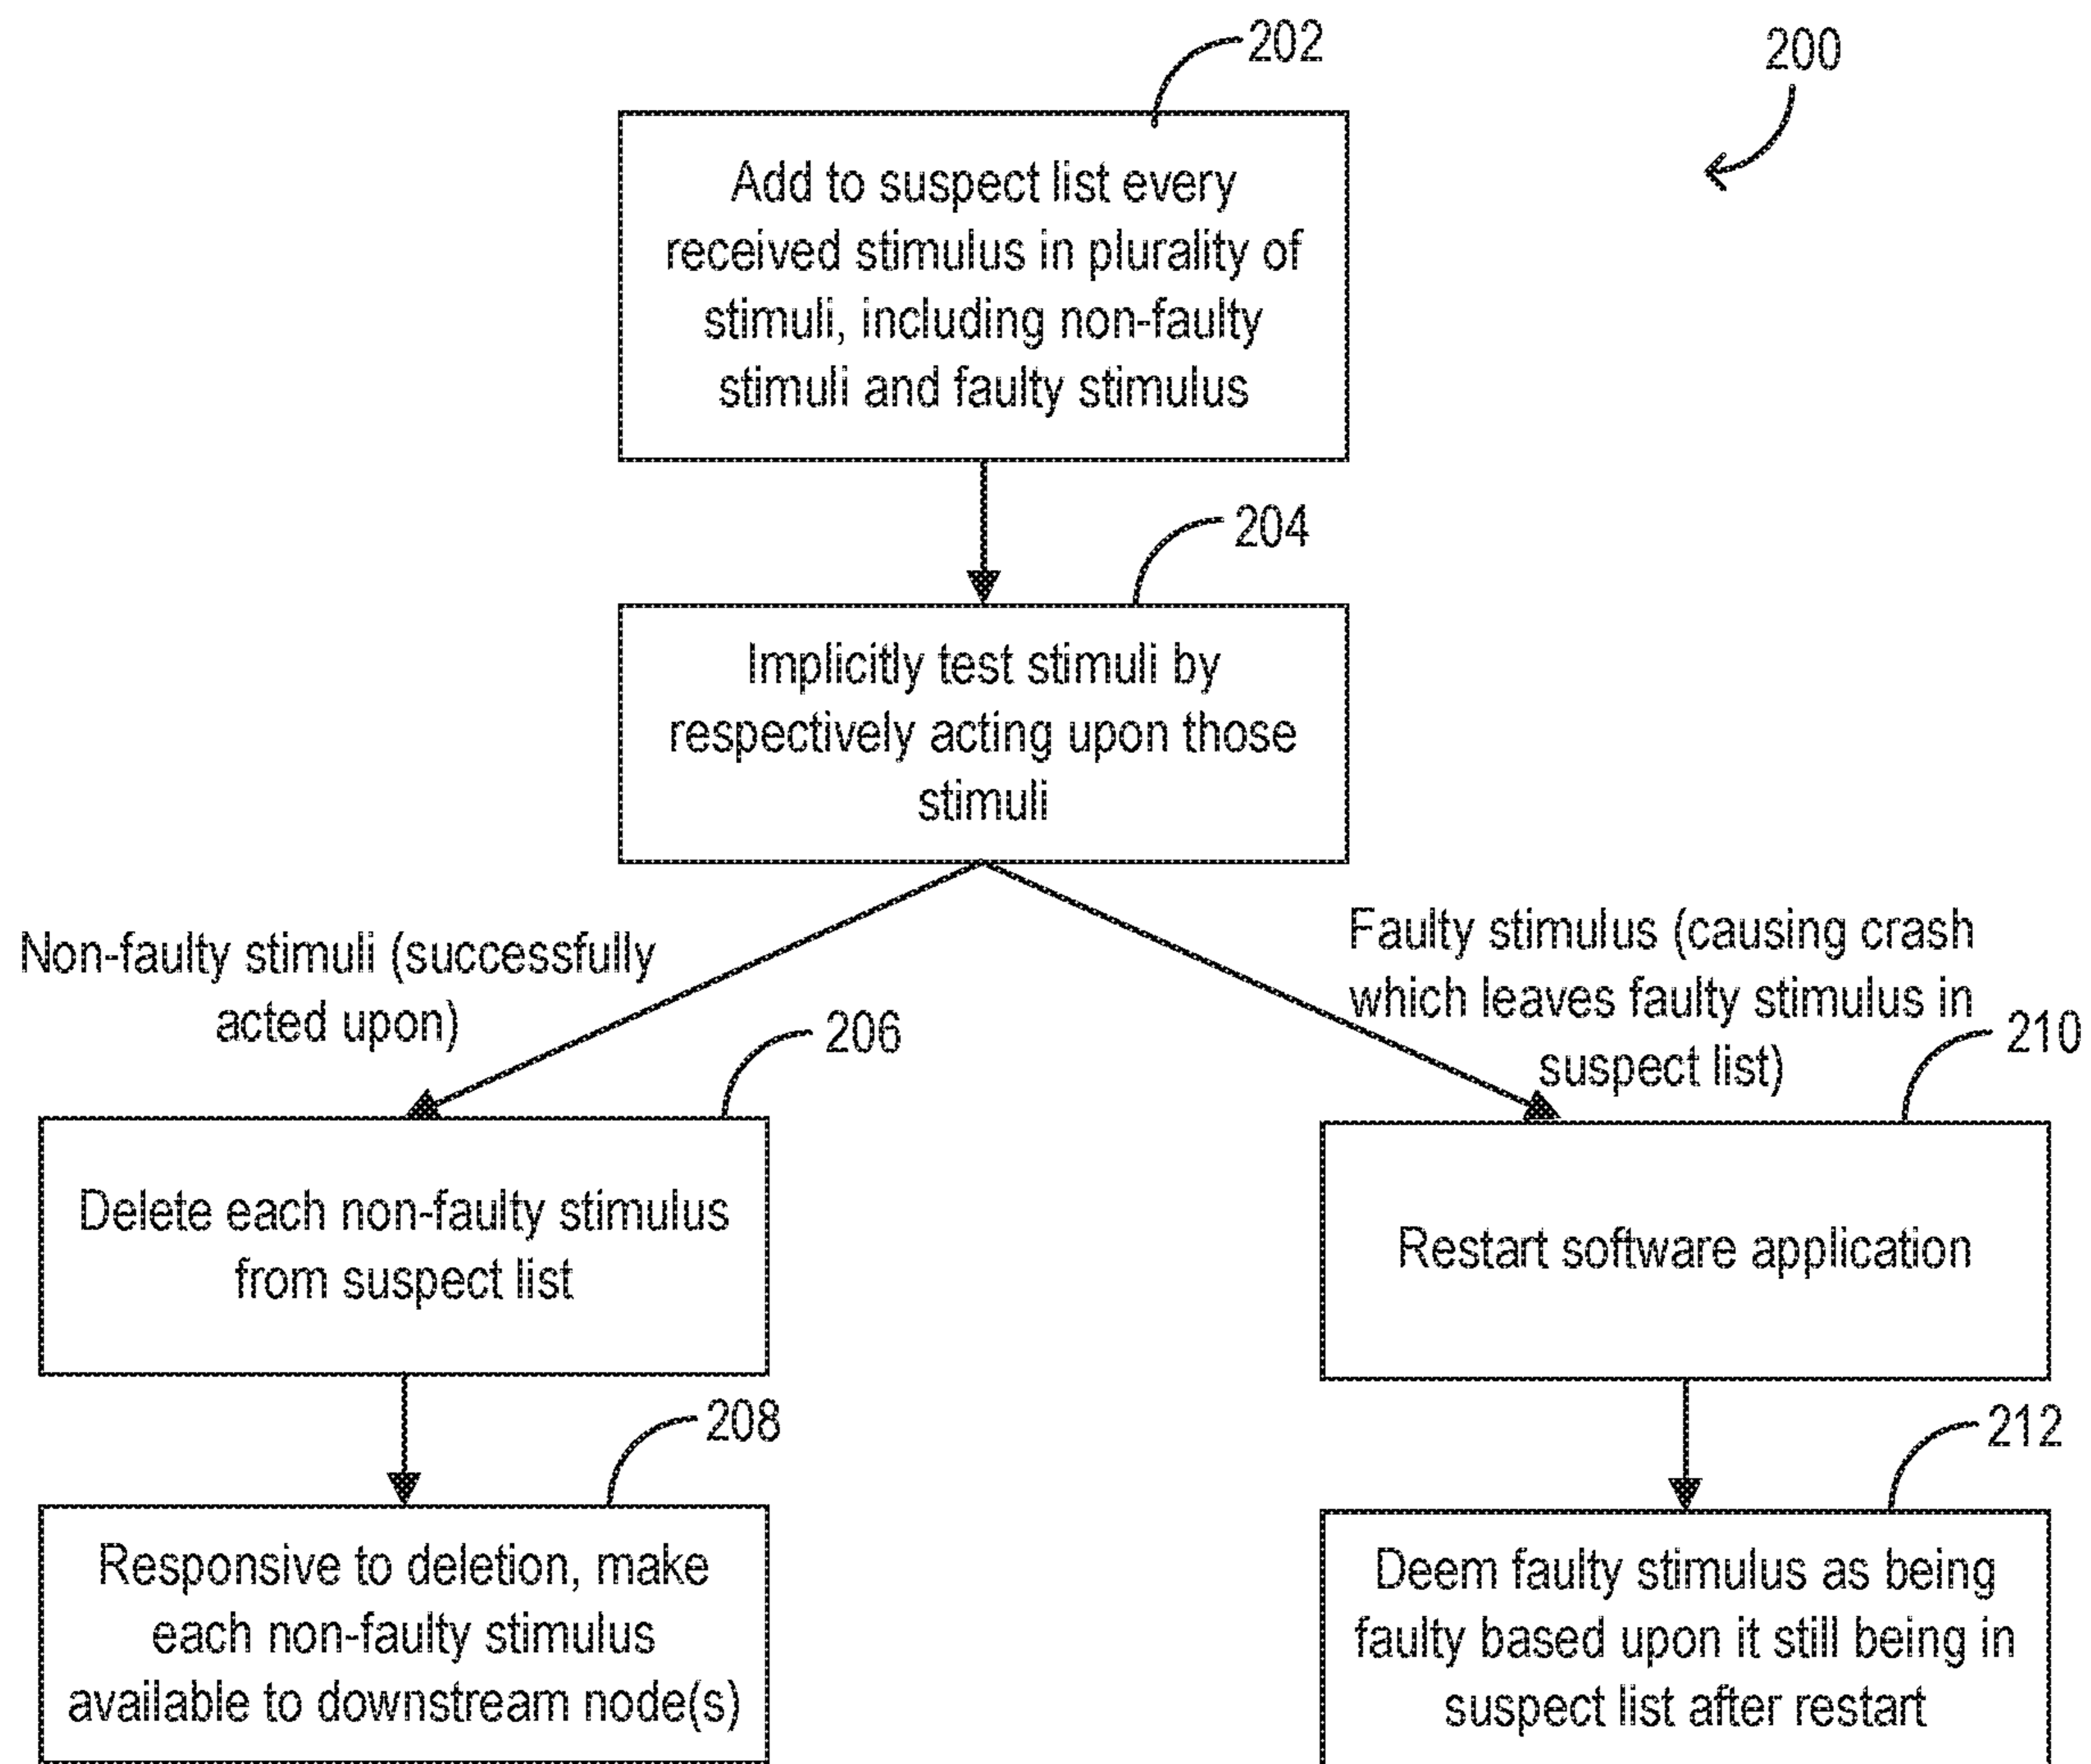 202
200
Add to suspect list every
received stimulus in plurality of
stimuli, including non-faulty
stimuli and faulty stimulus
204
Implicitly test stimuli by
respectively acting upon those
stimuli
Non-faulty stimuli (successfully
acted upon)
Faulty stimulus (causing crash
which leaves faulty stimulus in
suspect list)
206
210
Delete each non-faulty stimulus
from suspect list
Restart software application
208
212
Responsive to deletion, make
each non-faulty stimulus
available to downstream node(s)
Deem faulty stimulus as being
faulty based upon it still being in
suspect list after restart